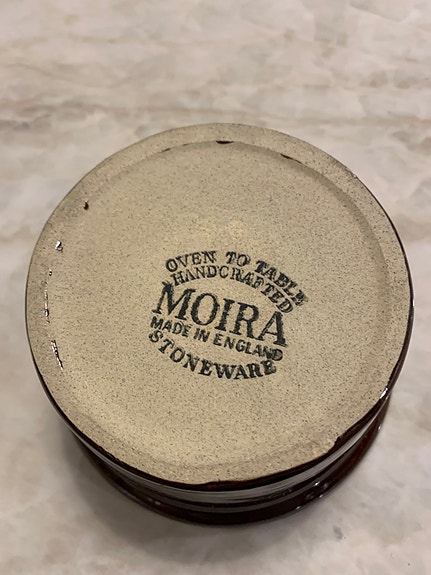 OVEN TO TABLE
HANDCRAFTED
MOIRA
MADE IN ENGLAND
STONEWARE